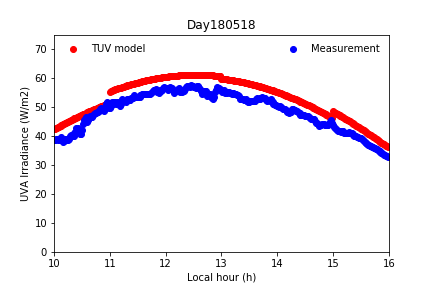 Day180518
TUV model
Measurement
UVA Irradiance (W/m2)
70
60
50
40
30
20
10
0
10 11 12 13 14 15 16
Local hour (h)